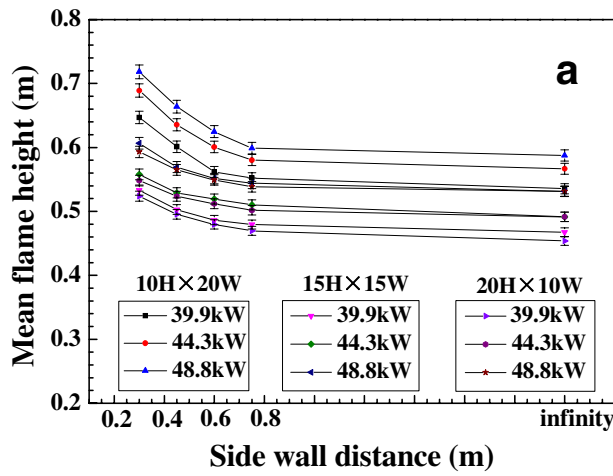 0.8
a
0.7
0.6
0.5
0.4
0.3
0.2
Mean flame height (m)
10H×20W
39.9kW
44.3kW
48.8kW
15H×15W
39.9kW
44.3kW
48.8kW
20H×10W
39.9kW
44.3kW
48.8kW
0.2 0.4 0.6 0.8 infinity
Side wall distance (m)